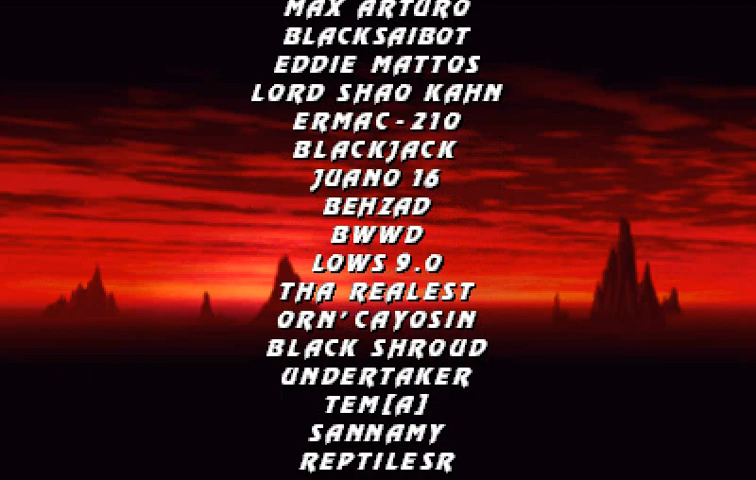 MAX ARTURO
BLACKSAIBOT
EDDIE MATTOS
LORD SHAO KAHN
ERMAC-210
BLACKJACK
JUANO 16
BEHZAD
BWWD
LOWS 9.0
THA REALEST
ORN'CAYOSIN
BLACK SHROUD
UNDERTAKER
TEM[A]
SANNAMY
REPTILESR